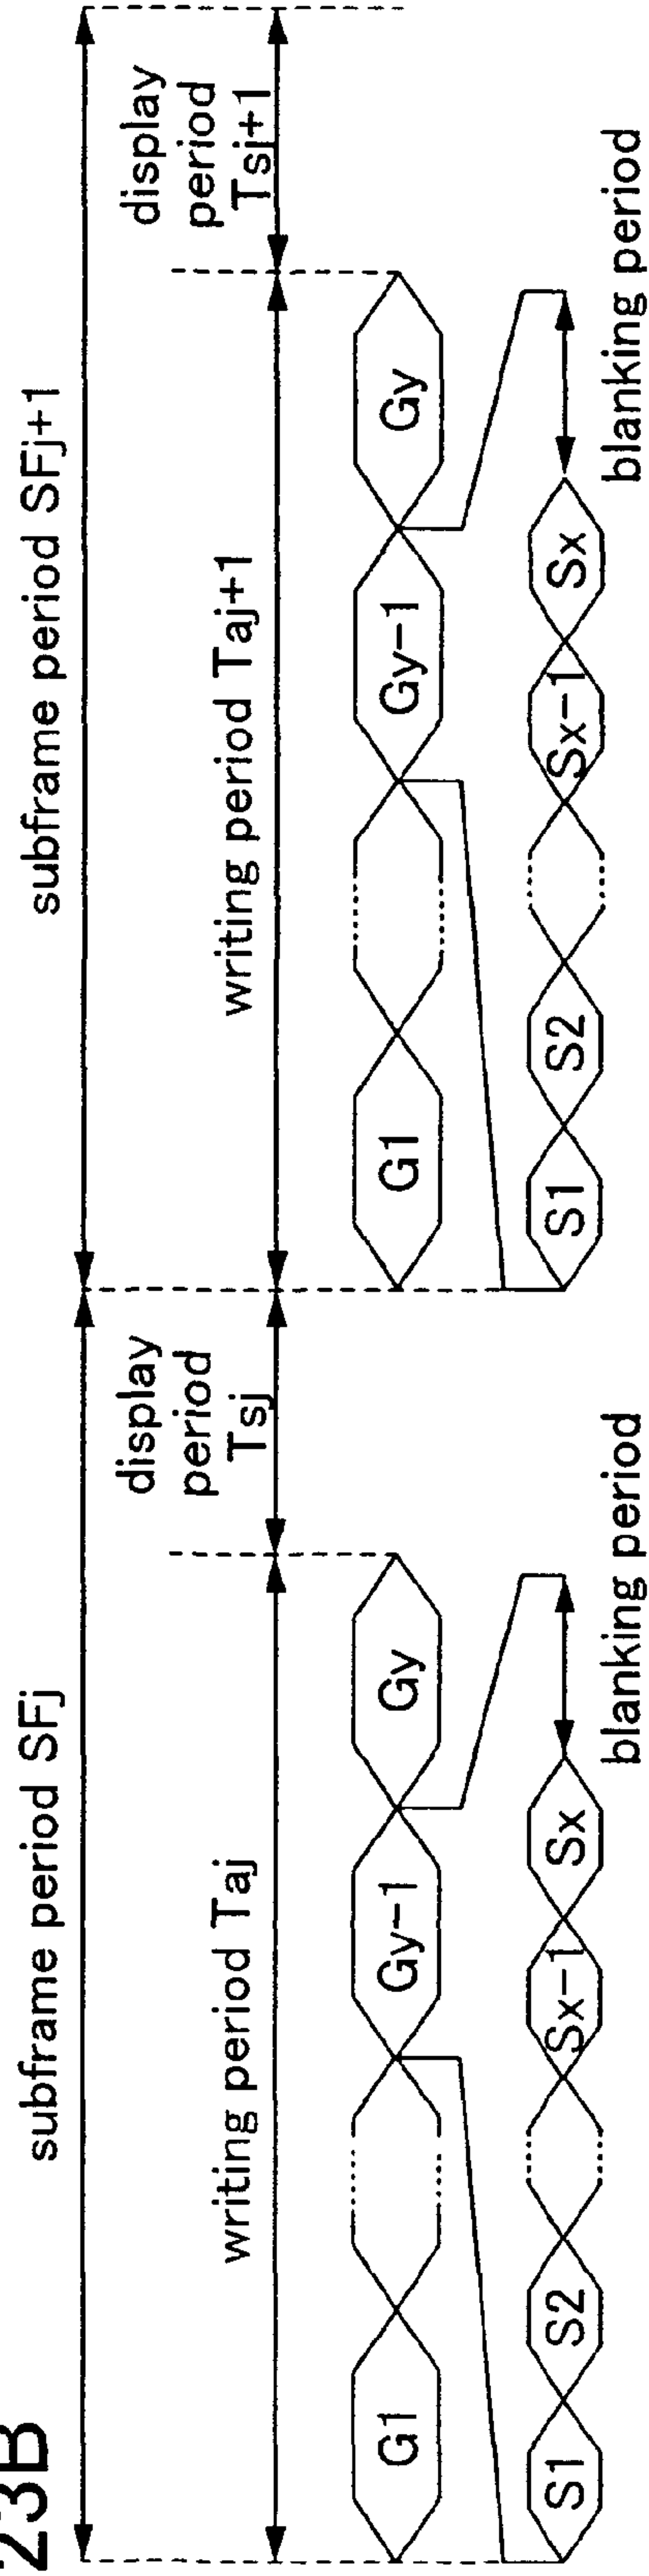 23B
subframe period SFj
subframe period SFj+1
writing period Taj
display
period
Tsj
writing period Taj+1
display
period
Tsj+1
G1
Gy-1
Gy
G1
Gy-1
Gy
S1
S2
Sx-1
Sx
S1
S2
Sx-1
Sx
blanking period
blanking period